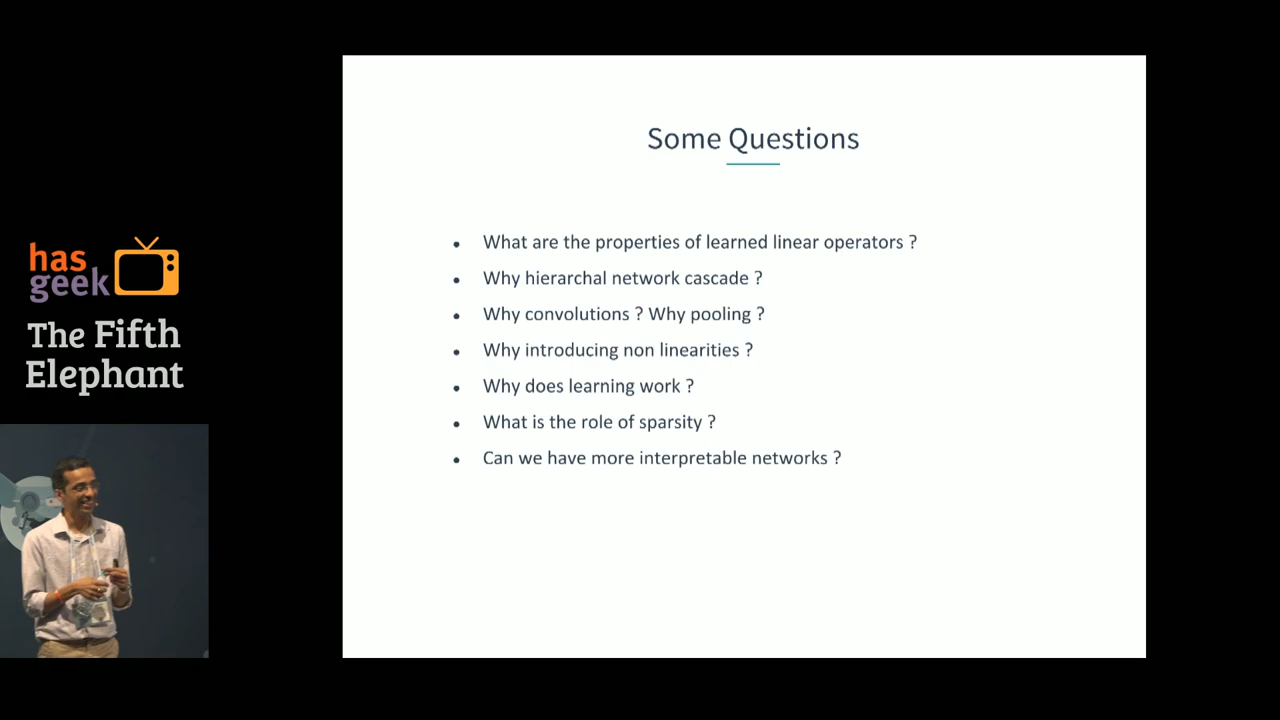 has
geek
The Fifth
Elephant
Some Questions
• What are the properties of learned linear operators ?
• Why hierarchal network cascade ?
• Why convolutions ? Why pooling ?
• Why introducing non linearities ?
• Why does learning work ?
• What is the role of sparsity ?
• Can we have more interpretable networks ?